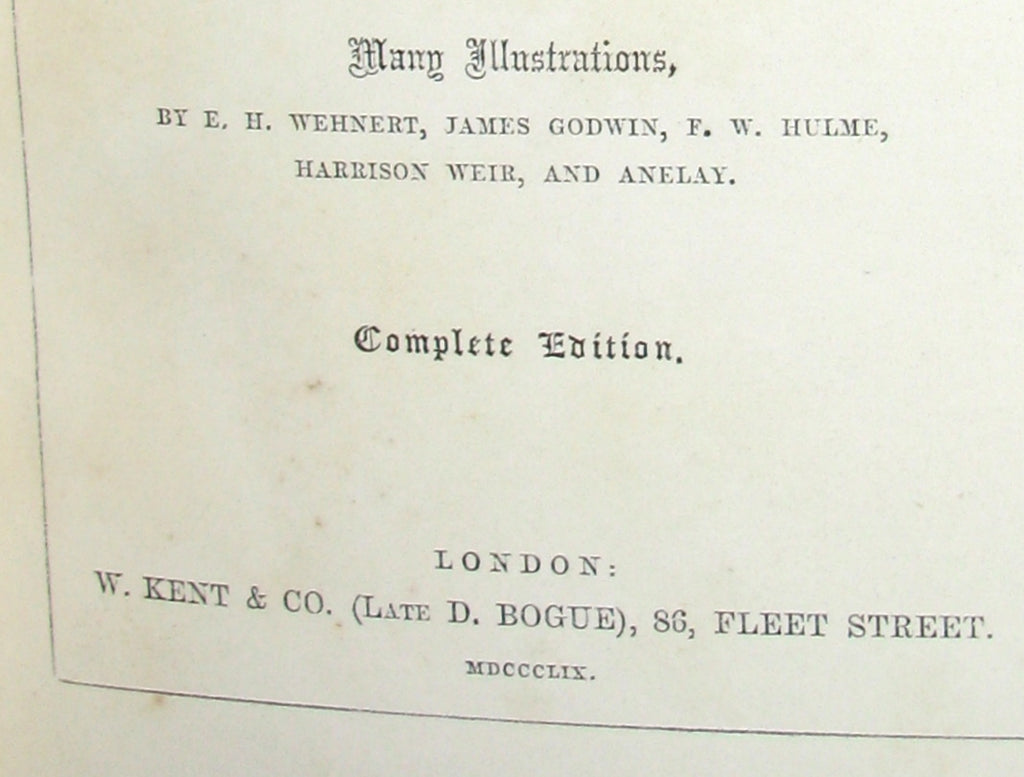 Many Illustrations,
BY E. H. WEHNERT, JAMES GODWIN, F. W. HULME,
HARRISON WEIR, AND ANELAY.
Complete Edition.
LONDON:
W. KENT & CO. (LATE D. BOGUE), 86, FLEET STREET.
MDCCCLIX.